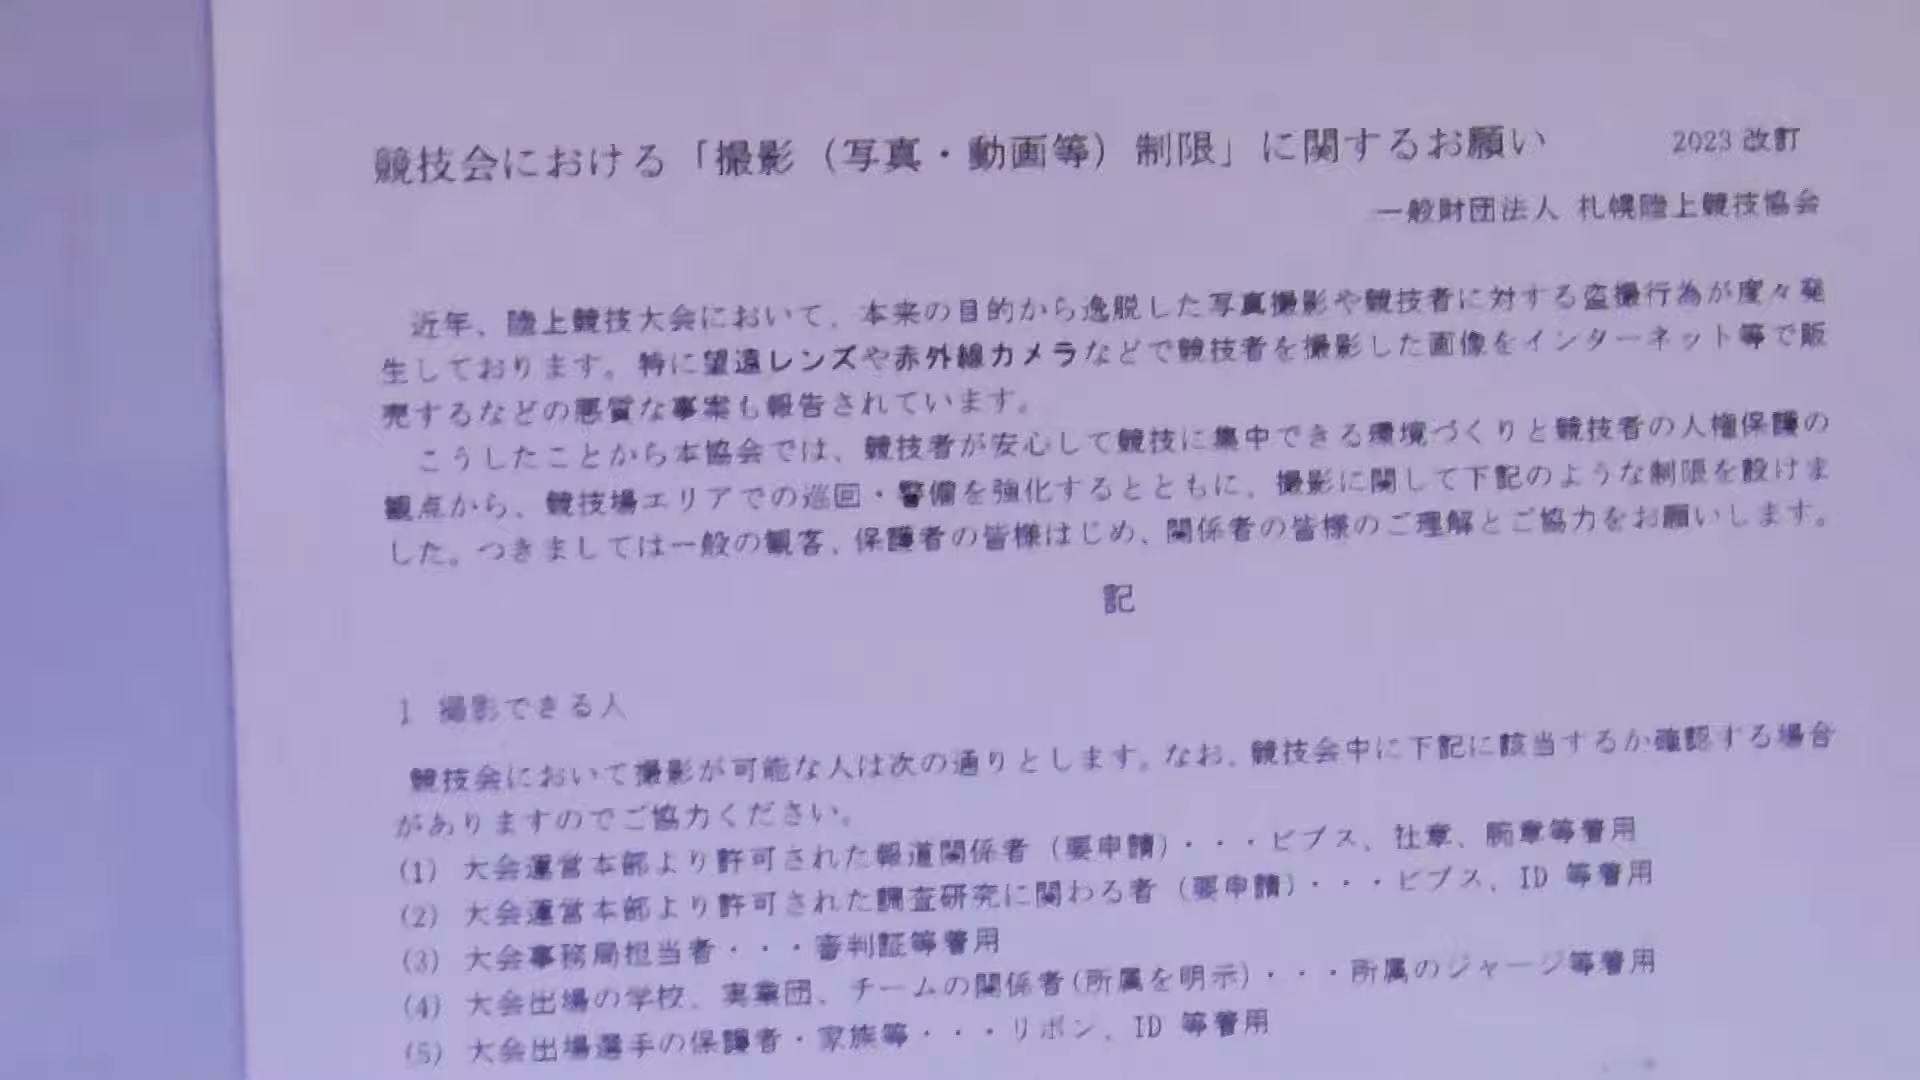 競技会における「撮影（写真・動画等）制限」に関するお願い　2023 改訂
一般財団法人 札幌陸上競技協会
近年、陸上競技大会において、本来の目的から逸脱した写真撮影や競技者に対する盗撮行為が度々発
生しております。特に望遠レンズや赤外線カメラなどで競技者を撮影した画像をインターネット等で販
売するなどの悪質な事案も報告されています。
こうしたことから本協会では、競技者が安心して競技に集中できる環境づくりと競技者の人権保護の
観点から、競技場エリアでの巡回・警備を強化するとともに、撮影に関して下記のような制限を設けま
した。つきましては一般の観客、保護者の皆様はじめ、関係者の皆様のご理解とご協力をお願いします。
記
1 撮影できる人
競技会において撮影が可能な人は次の通りとします。なお、競技会中に下記に該当するか確認する場合
がありますのでご協力ください。
(1) 大会運営本部より許可された報道関係者（要申請）・・・ビブス、社章、腕章等着用
(2) 大会運営本部より許可された調査研究に関わる者（要申請）・・・ビブス、ID 等着用
(3) 大会事務局担当者・・・審判証等着用
(4) 大会出場の学校、実業団、チームの関係者(所属を明示)・・・所属のジャージ等着用
(5) 大会出場選手の保護者・家族等・・・リボン、ID 等着用